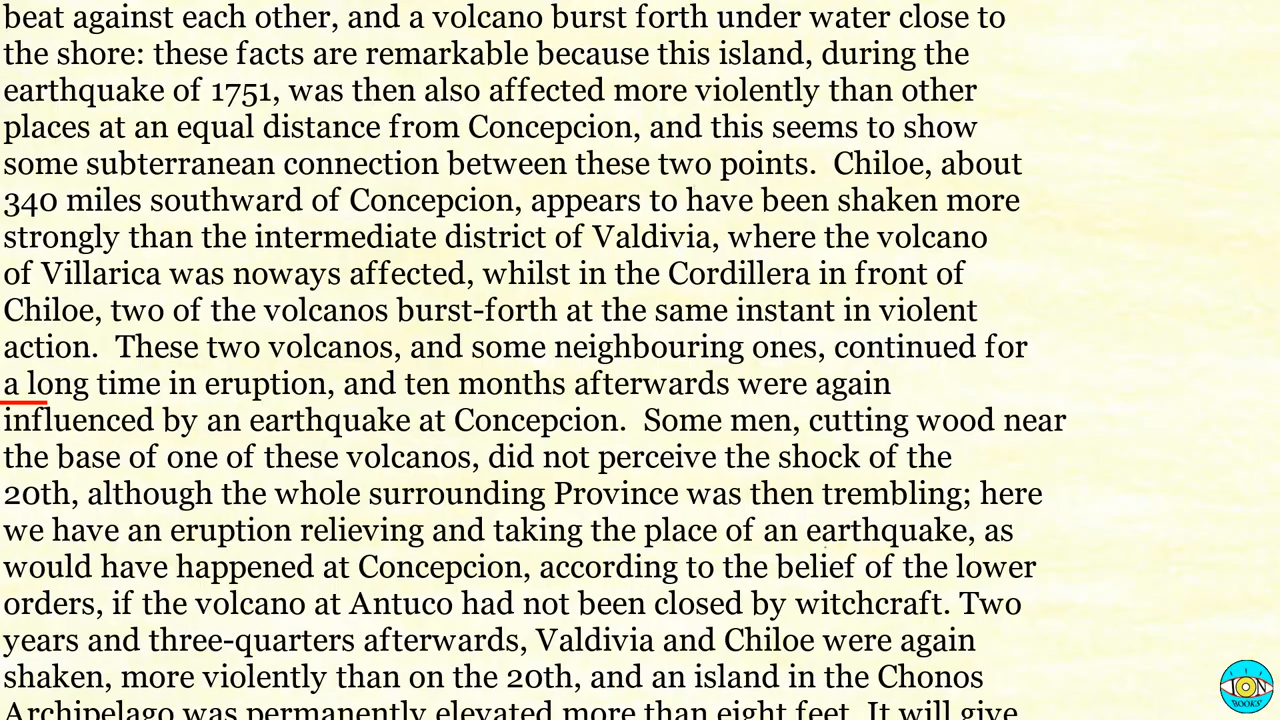 beat against each other, and a volcano burst forth under water close to
the shore: these facts are remarkable because this island, during the
earthquake of 1751, was then also affected more violently than other
places at an equal distance from Concepcion, and this seems to show
some subterranean connection between these two points.  Chiloe, about
340 miles southward of Concepcion, appears to have been shaken more
strongly than the intermediate district of Valdivia, where the volcano
of Villarica was noways affected, whilst in the Cordillera in front of
Chiloe, two of the volcanos burst-forth at the same instant in violent
action.  These two volcanos, and some neighbouring ones, continued for
a long time in eruption, and ten months afterwards were again
influenced by an earthquake at Concepcion.  Some men, cutting wood near
the base of one of these volcanos, did not perceive the shock of the
20th, although the whole surrounding Province was then trembling; here
we have an eruption relieving and taking the place of an earthquake, as
would have happened at Concepcion, according to the belief of the lower
orders, if the volcano at Antuco had not been closed by witchcraft. Two
years and three-quarters afterwards, Valdivia and Chiloe were again
shaken, more violently than on the 20th, and an island in the Chonos
Archipelago was permanently elevated more than eight feet. It will give
ION
BOOKS